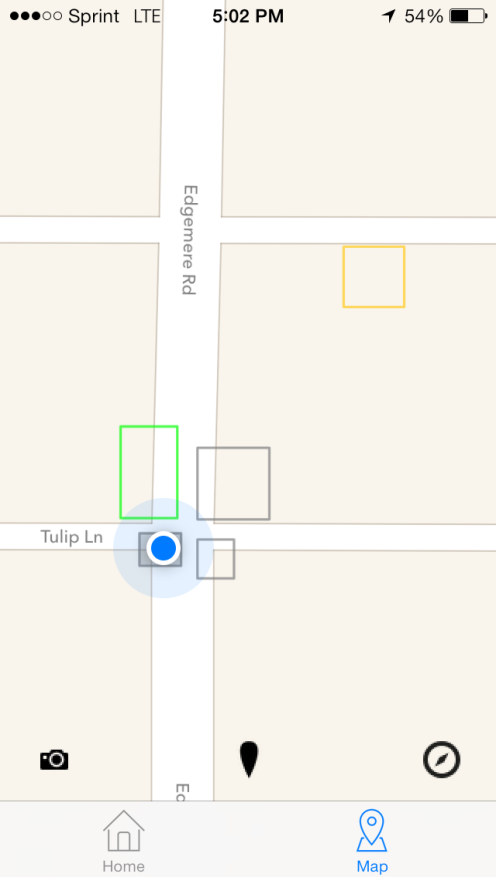 Sprint LTE 5:02 PM 54%
Edgemere Rd
Tulip Ln
Home
Map